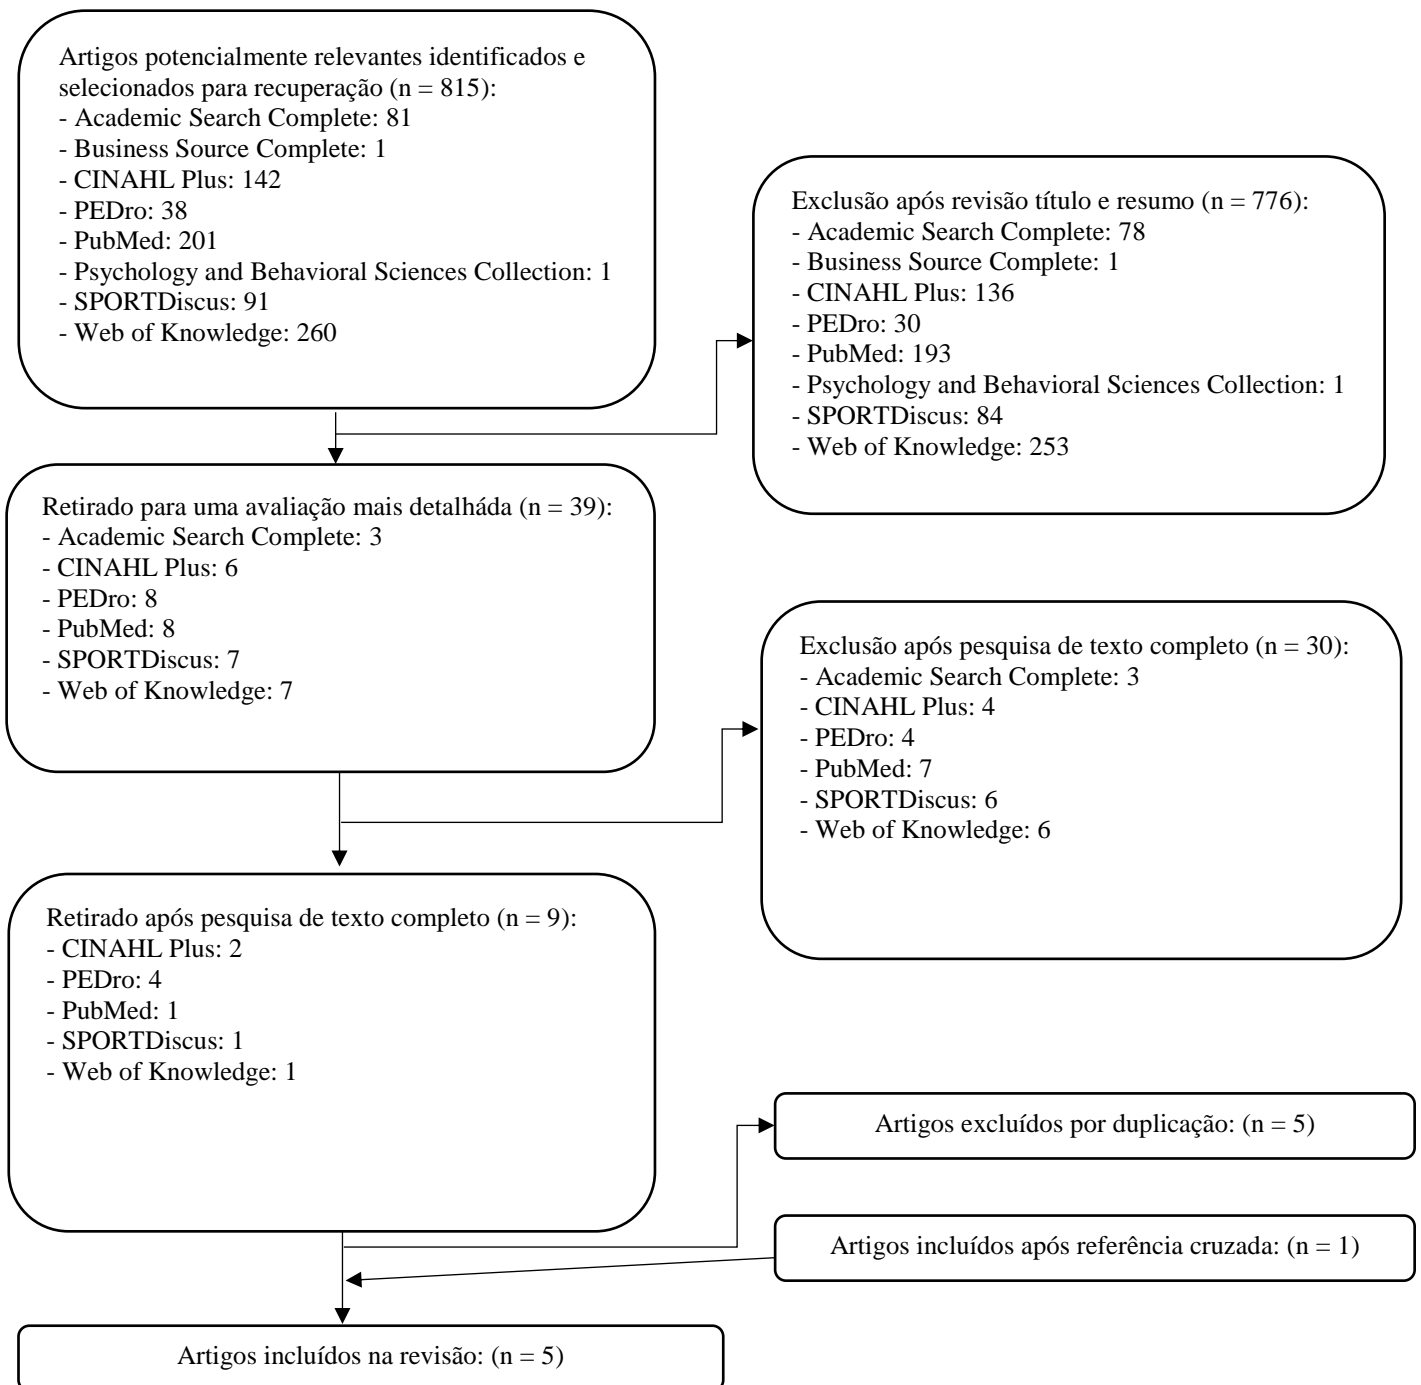 Artigos potencialmente relevantes identificados e
selecionados para recuperação (n = 815):
- Academic Search Complete: 81
- Business Source Complete: 1
- CINAHL Plus: 142
- PEDro: 38
- PubMed: 201
- Psychology and Behavioral Sciences Collection: 1
- SPORTDiscus: 91
- Web of Knowledge: 260
Exclusão após revisão título e resumo (n = 776):
- Academic Search Complete: 78
- Business Source Complete: 1
- CINAHL Plus: 136
- PEDro: 30
- PubMed: 193
- Psychology and Behavioral Sciences Collection: 1
- SPORTDiscus: 84
- Web of Knowledge: 253
Retirado para uma avaliação mais detalháda (n = 39):
- Academic Search Complete: 3
- CINAHL Plus: 6
- PEDro: 8
- PubMed: 8
- SPORTDiscus: 7
- Web of Knowledge: 7
Exclusão após pesquisa de texto completo (n = 30):
- Academic Search Complete: 3
- CINAHL Plus: 4
- PEDro: 4
- PubMed: 7
- SPORTDiscus: 6
- Web of Knowledge: 6
Retirado após pesquisa de texto completo (n = 9):
- CINAHL Plus: 2
- PEDro: 4
- PubMed: 1
- SPORTDiscus: 1
- Web of Knowledge: 1
Artigos excluídos por duplicação: (n = 5)
Artigos incluídos após referência cruzada: (n = 1)
Artigos incluídos na revisão: (n = 5)